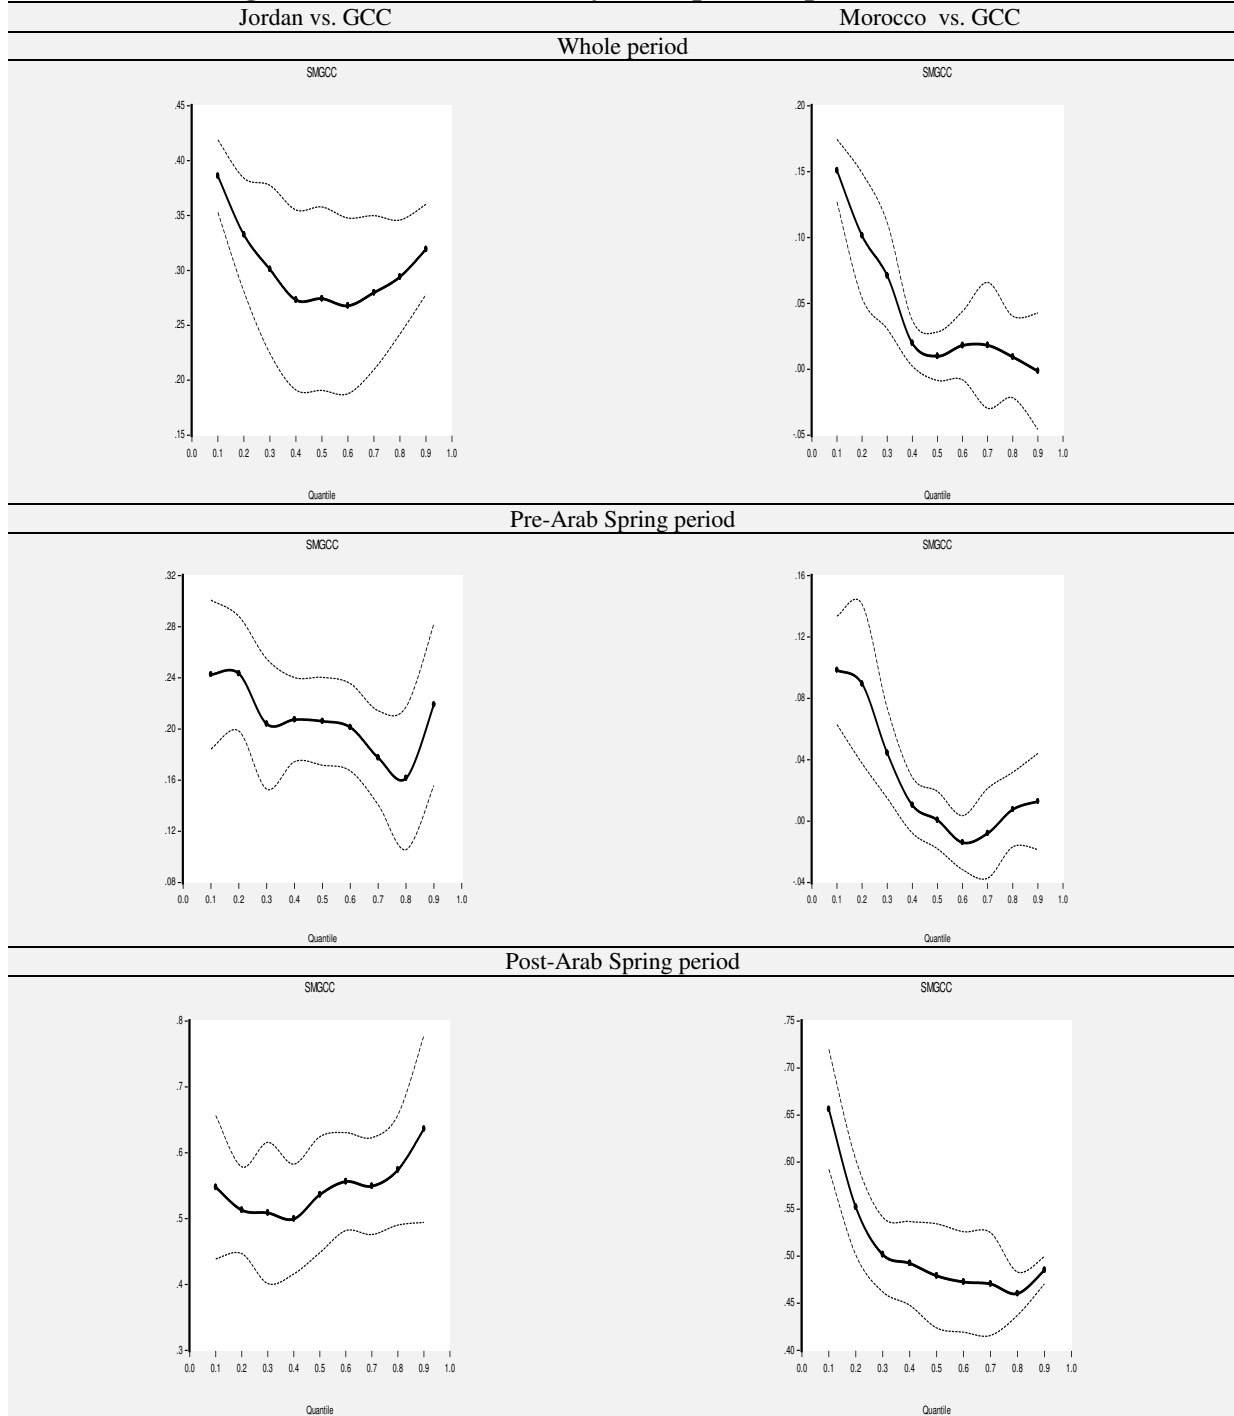 Jordan vs. GCC
Morocco vs. GCC
Whole period
SMGCC
.45
.40
.35
.30
.25
.20
.15
0.0 0.1 0.2 0.3 0.4 0.5 0.6 0.7 0.8 0.9 1.0
Quantile
SMGCC
.20
.15
.10
.05
.00
-.05
0.0 0.1 0.2 0.3 0.4 0.5 0.6 0.7 0.8 0.9 1.0
Quantile
Pre-Arab Spring period
SMGCC
.32
.28
.24
.20
.16
.12
.08
0.0 0.1 0.2 0.3 0.4 0.5 0.6 0.7 0.8 0.9 1.0
Quantile
SMGCC
.16
.12
.08
.04
.00
-.04
0.0 0.1 0.2 0.3 0.4 0.5 0.6 0.7 0.8 0.9 1.0
Quantile
Post-Arab Spring period
SMGCC
.8
.7
.6
.5
.4
.3
0.0 0.1 0.2 0.3 0.4 0.5 0.6 0.7 0.8 0.9 1.0
Quantile
SMGCC
.75
.70
.65
.60
.55
.50
.45
.40
0.0 0.1 0.2 0.3 0.4 0.5 0.6 0.7 0.8 0.9 1.0
Quantile